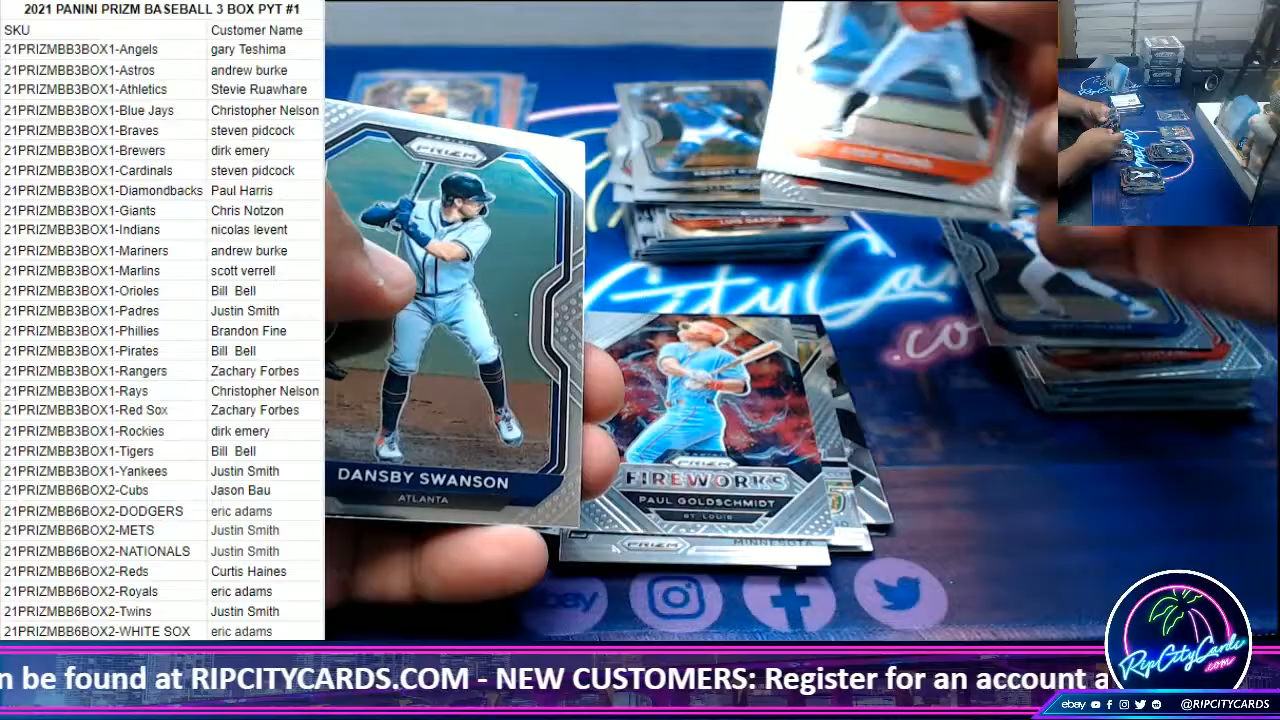 2021 PANINI PRIZM BASEBALL 3 BOX PYT #1
SKU Customer Name
21PRIZMBB3BOX1-Angels gary Teshima
21PRIZMBB3BOX1-Astros andrew burke
21PRIZMBB3BOX1-Athletics Stevie Ruawhare
21PRIZMBB3BOX1-Blue Jays Christopher Nelson
21PRIZMBB3BOX1-Braves steven pidcock
21PRIZMBB3BOX1-Brewers dirk emery
21PRIZMBB3BOX1-Cardinals steven pidcock
21PRIZMBB3BOX1-Diamondbacks Paul Harris
21PRIZMBB3BOX1-Giants Chris Notzon
21PRIZMBB3BOX1-Indians nicolas levent
21PRIZMBB3BOX1-Mariners andrew burke
21PRIZMBB3BOX1-Marlins scott verrell
21PRIZMBB3BOX1-Orioles Bill Bell
21PRIZMBB3BOX1-Padres Justin Smith
21PRIZMBB3BOX1-Phillies Brandon Fine
21PRIZMBB3BOX1-Pirates Bill Bell
21PRIZMBB3BOX1-Rangers Zachary Forbes
21PRIZMBB3BOX1-Rays Christopher Nelson
21PRIZMBB3BOX1-Red Sox Zachary Forbes
21PRIZMBB3BOX1-Rockies dirk emery
21PRIZMBB3BOX1-Tigers Bill Bell
21PRIZMBB3BOX1-Yankees Justin Smith
21PRIZMBB6BOX2-Cubs Jason Bau
21PRIZMBB6BOX2-DODGERS eric adams
21PRIZMBB6BOX2-METS Justin Smith
21PRIZMBB6BOX2-NATIONALS Justin Smith
21PRIZMBB6BOX2-Reds Curtis Haines
21PRIZMBB6BOX2-Royals eric adams
21PRIZMBB6BOX2-Twins Justin Smith
21PRIZMBB6BOX2-WHITE SOX eric adams
PRIZM
DANSBY SWANSON
ATLANTA
LUIS GARCIA
CityCa
.co
PRIZM
FIREWORKS
PAUL GOLDSCHMIDT
ST. LOUIS
PRIZM
MINNESOTA
ebay
n be found at RIPCITYCARDS.COM - NEW CUSTOMERS: Register for an account a
RipCityCards
.com
ebay @RIPCITYCARDS